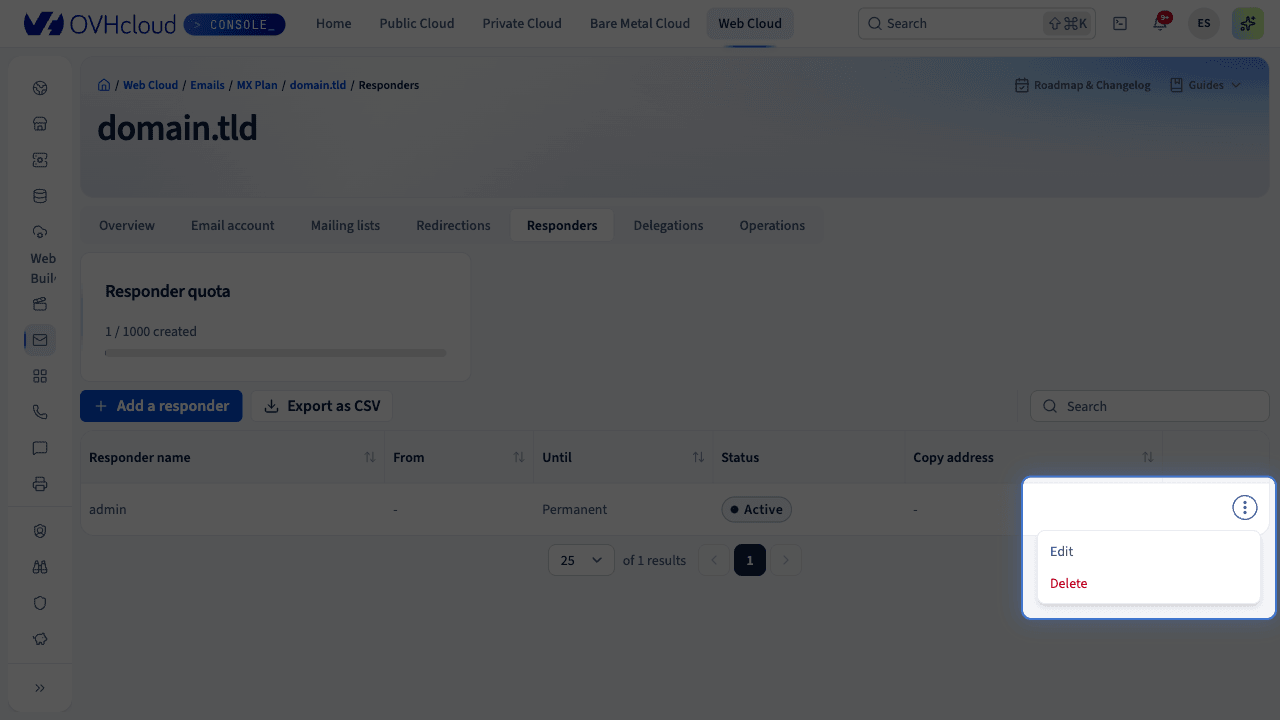 OVHcloud > CONSOLE_ Home Public Cloud Private Cloud Bare Metal Cloud Web Cloud Search ⇧⌘K 9+ ES
/ Web Cloud / Emails / MX Plan / domain.tld / Responders Roadmap & Changelog Guides
domain.tld
Overview Email account Mailing lists Redirections Responders Delegations Operations
Web
Buil
Responder quota
1 / 1000 created
+ Add a responder Export as CSV Search
Responder name From Until Status Copy address
admin - Permanent Active -
Edit
25 of 1 results 1
Delete